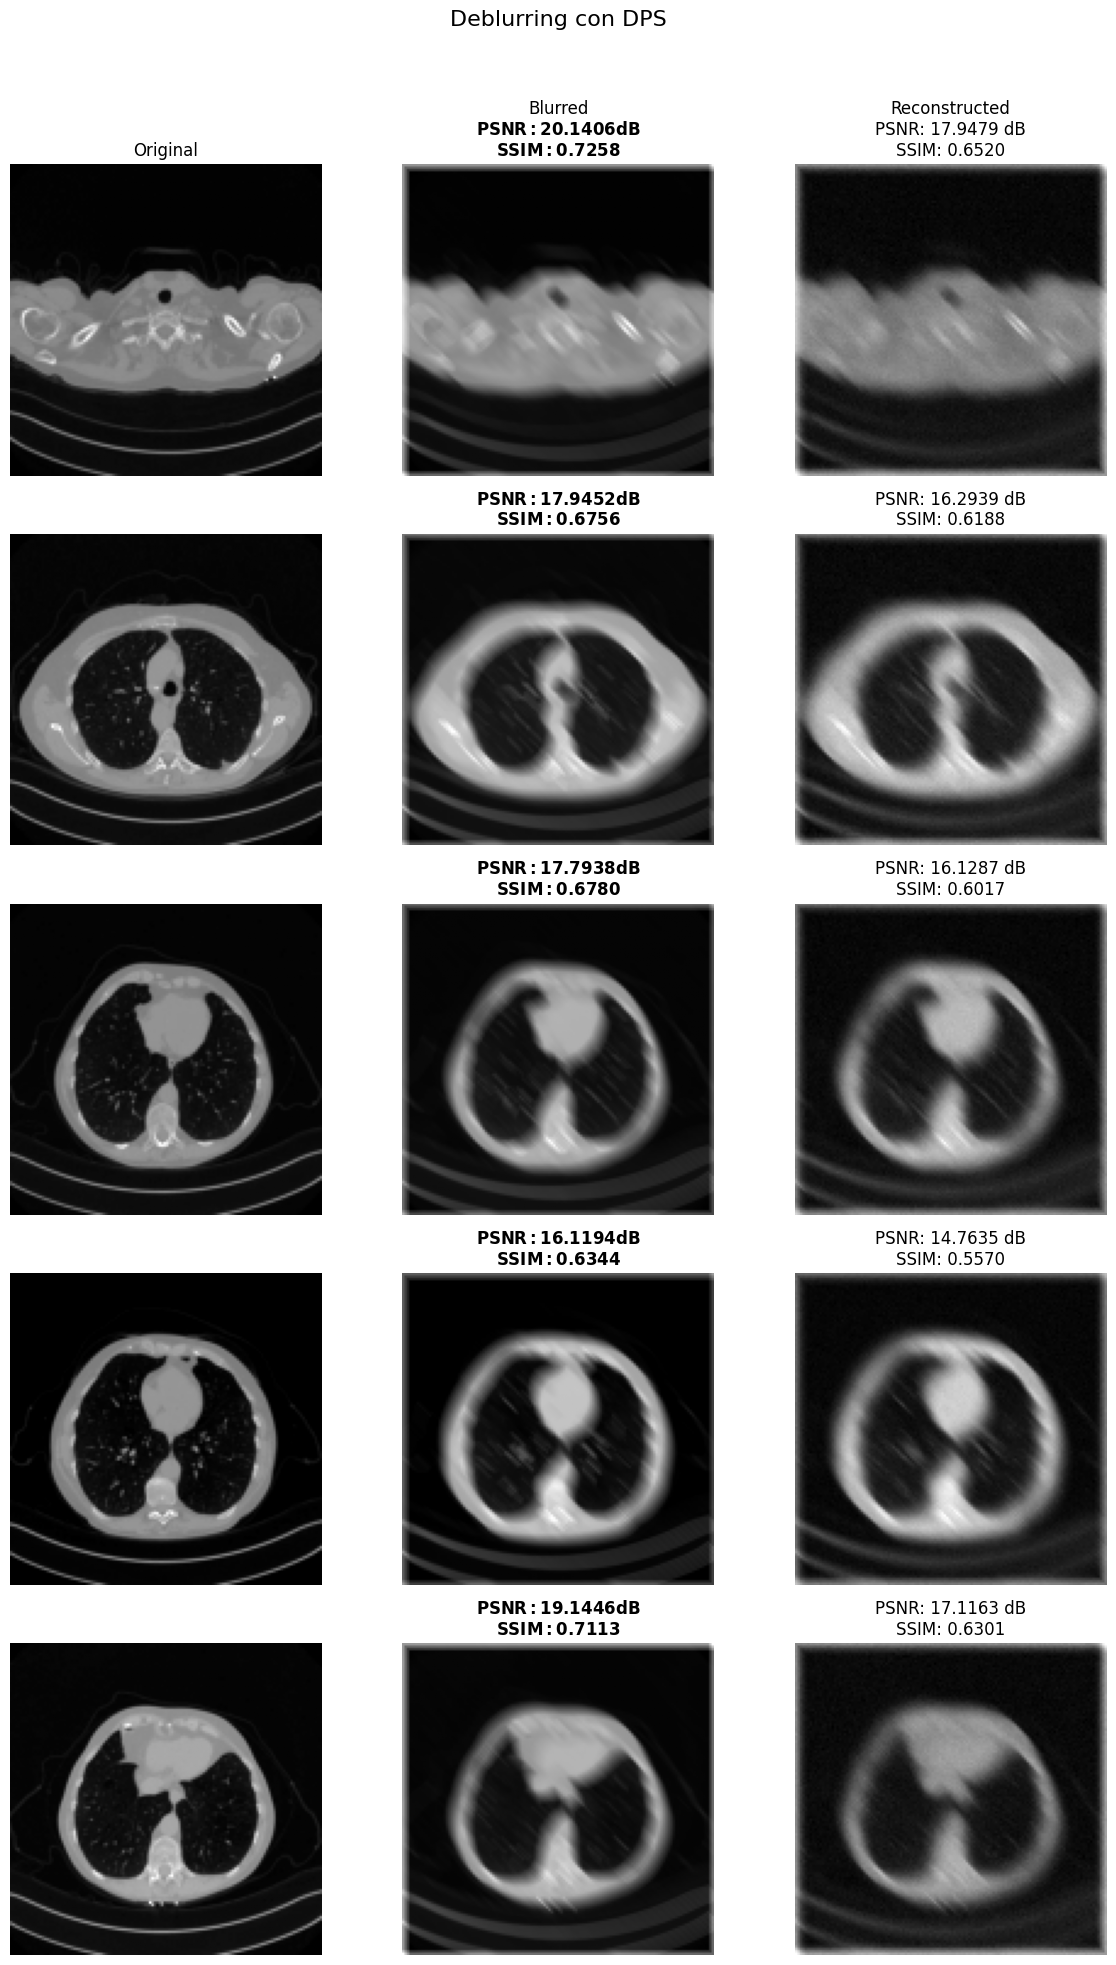 Deblurring con DPS
Original
Blurred
PSNR: 20.1406dB
SSIM: 0.7258
Reconstructed
PSNR: 17.9479 dB
SSIM: 0.6520
PSNR: 17.9452dB
SSIM: 0.6756
PSNR: 16.2939 dB
SSIM: 0.6188
PSNR: 17.7938dB
SSIM: 0.6780
PSNR: 16.1287 dB
SSIM: 0.6017
PSNR: 16.1194dB
SSIM: 0.6344
PSNR: 14.7635 dB
SSIM: 0.5570
PSNR: 19.1446dB
SSIM: 0.7113
PSNR: 17.1163 dB
SSIM: 0.6301